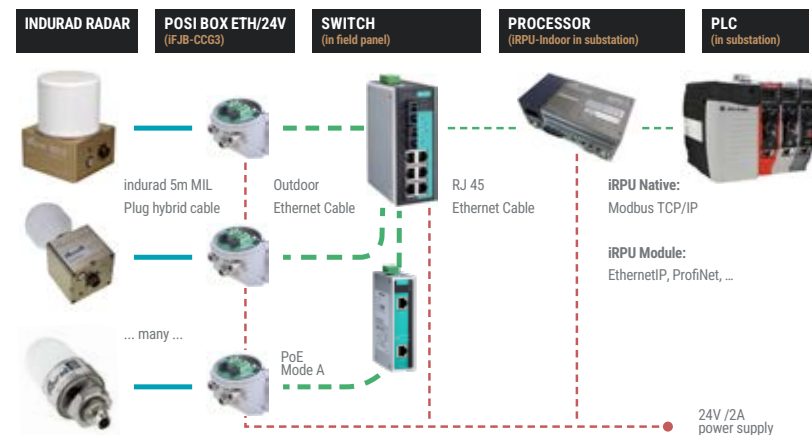 INDURAD RADAR
POSI BOX ETH/24V
(iFJB-CCG3)
SWITCH
(in field panel)
PROCESSOR
(iRPU-Indoor in substation)
PLC
(in substation)
indurad 5m MIL
Plug hybrid cable
Outdoor
Ethernet Cable
RJ 45
Ethernet Cable
iRPU Native:
Modbus TCP/IP
iRPU Module:
EthernetIP, ProfiNet, ...
... many ...
PoE
Mode A
24V /2A
power supply